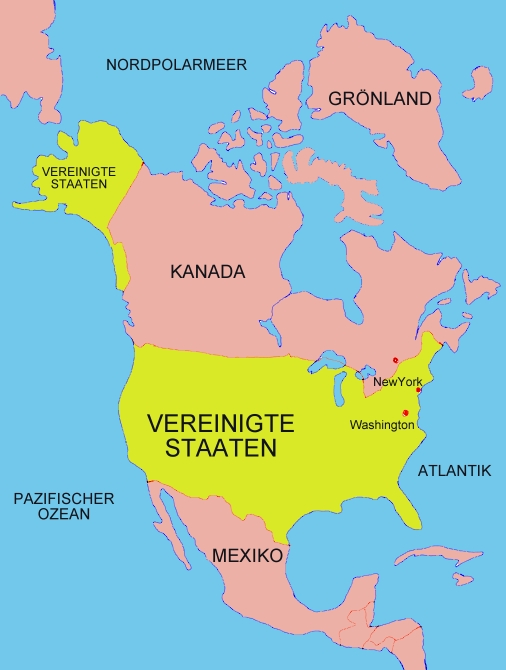 NORDPOLARMEER
GRÖNLAND
VEREINIGTE
STAATEN
KANADA
NewYork
VEREINIGTE
STAATEN
Washington
ATLANTIK
PAZIFISCHER
OZEAN
MEXIKO